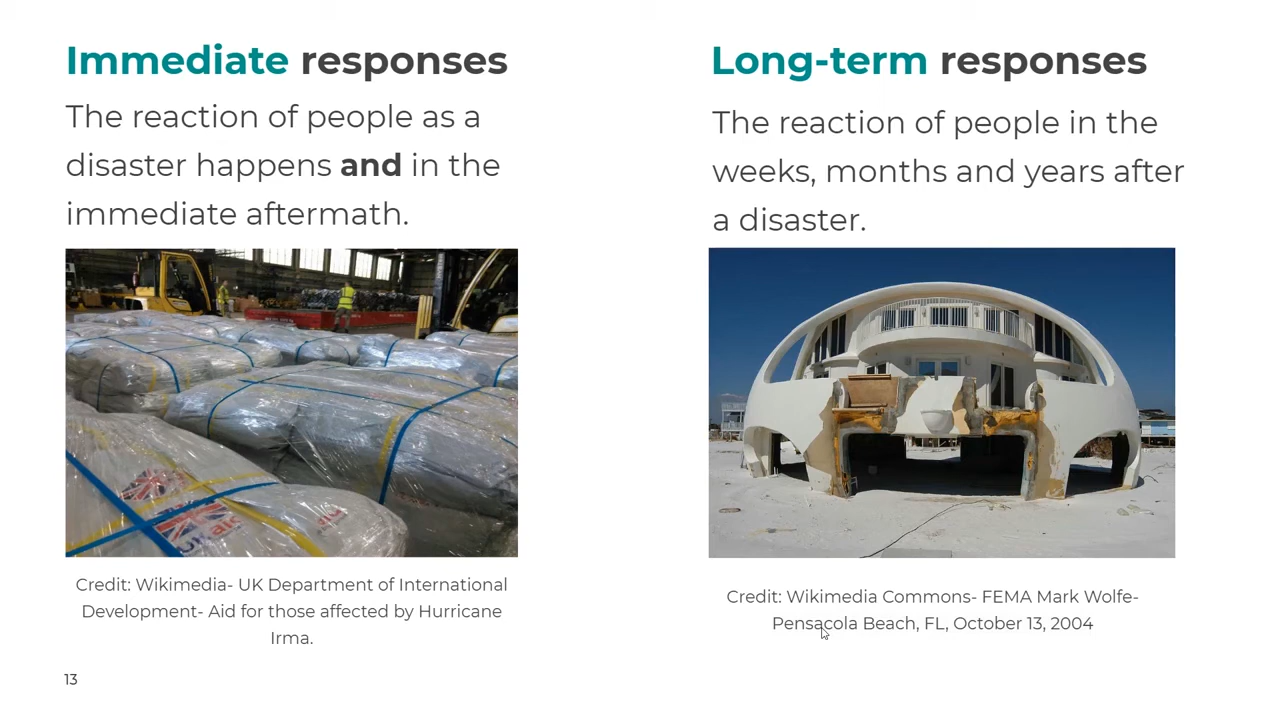 Immediate responses
The reaction of people as a
disaster happens and in the
immediate aftermath.
UKaid
Credit: Wikimedia- UK Department of International
Development- Aid for those affected by Hurricane
Irma.
Long-term responses
The reaction of people in the
weeks, months and years after
a disaster.
Credit: Wikimedia Commons- FEMA Mark Wolfe-
Pensacola Beach, FL, October 13, 2004
13